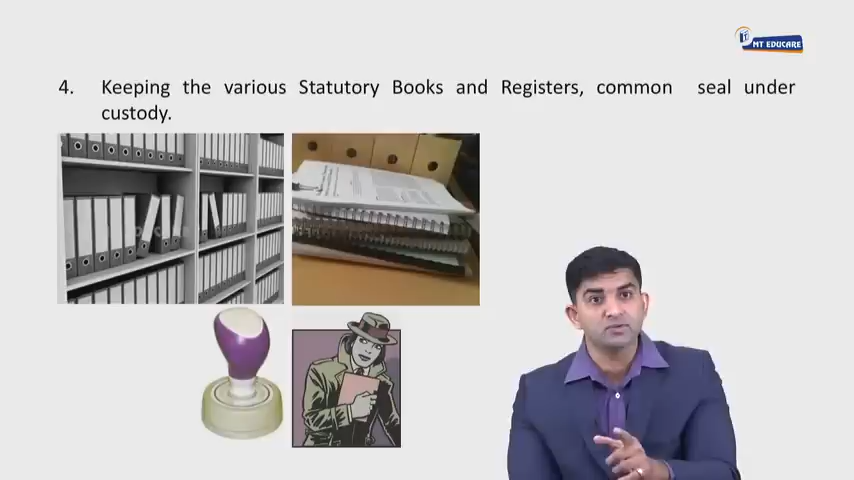 MT EDUCARE
4. Keeping the various Statutory Books and Registers, common seal under
custody.